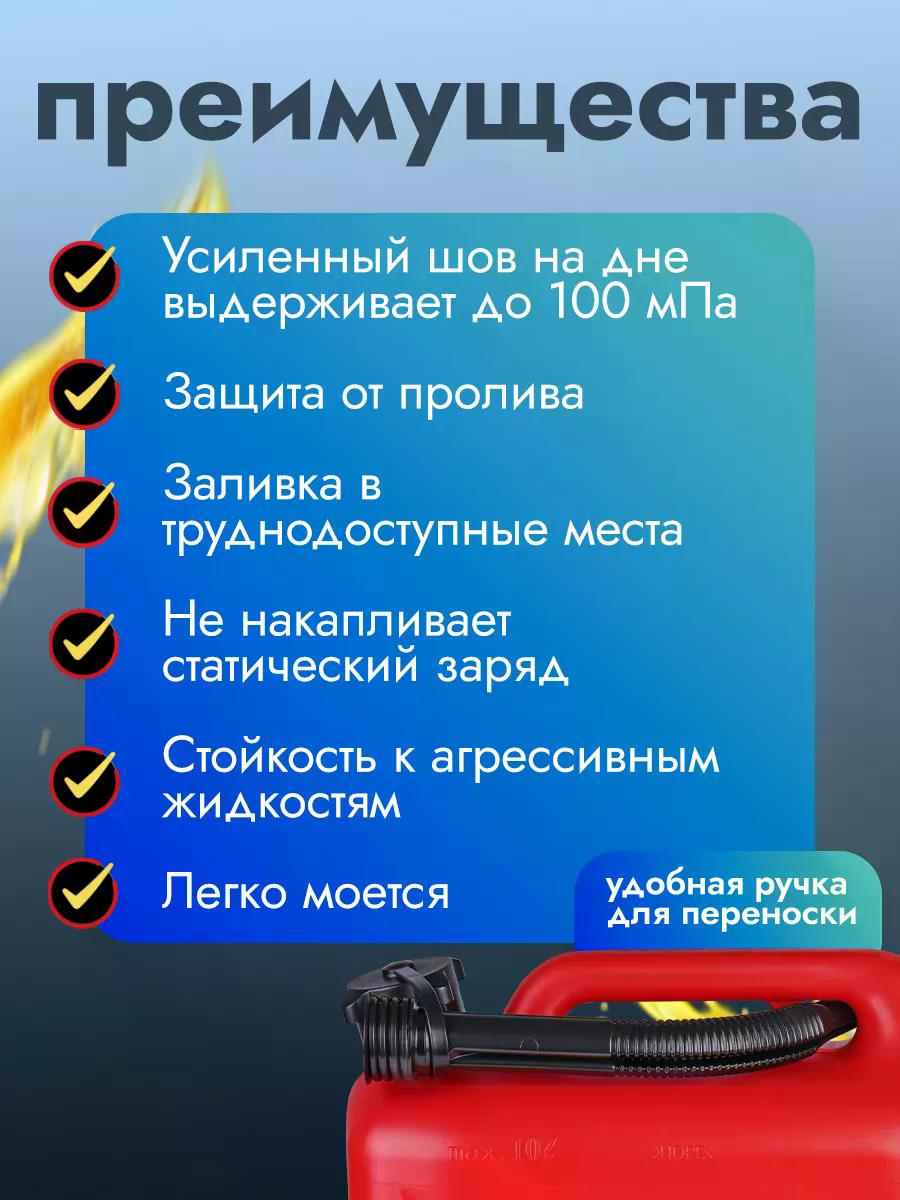 преимущества
Усиленный шов на дне
выдерживает до 100 мПа
Защита от пролива
Заливка в
труднодоступные места
Не накапливает
статический заряд
Стойкость к агрессивным
жидкостям
Легко моется
удобная ручка
для переноски
max. 10ℓ